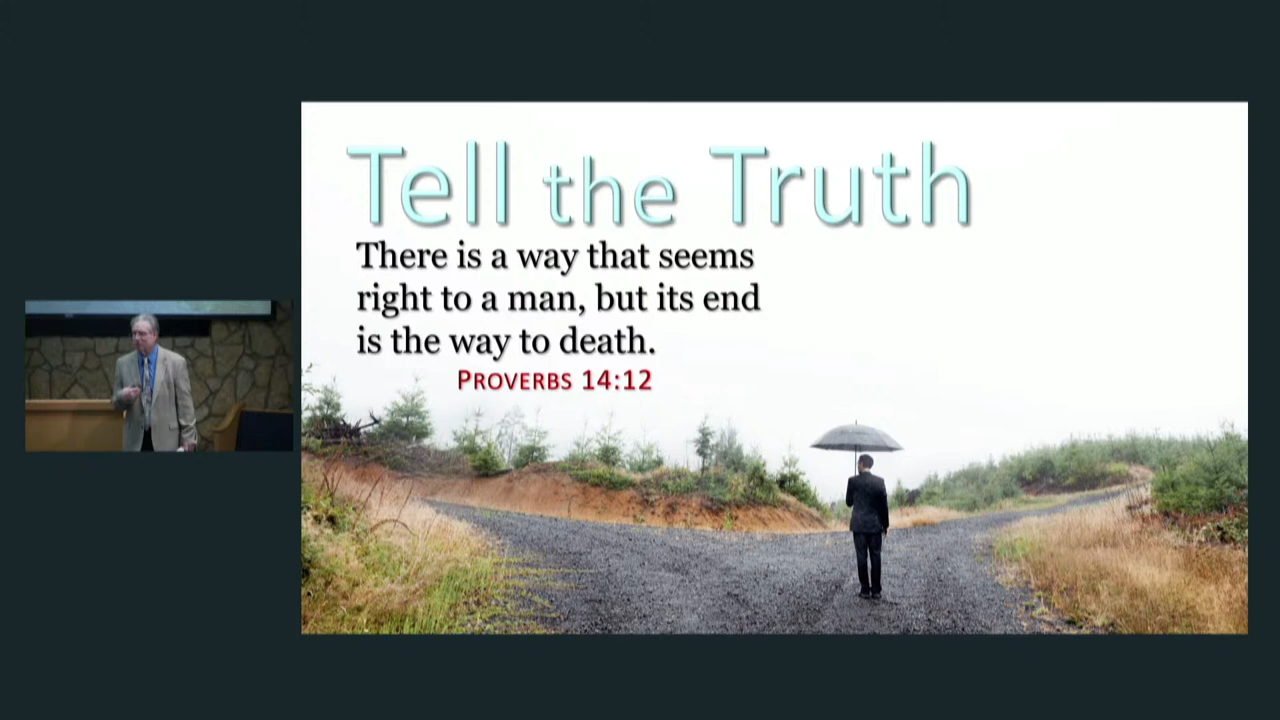 Tell the Truth
There is a way that seems
right to a man, but its end
is the way to death.
PROVERBS 14:12